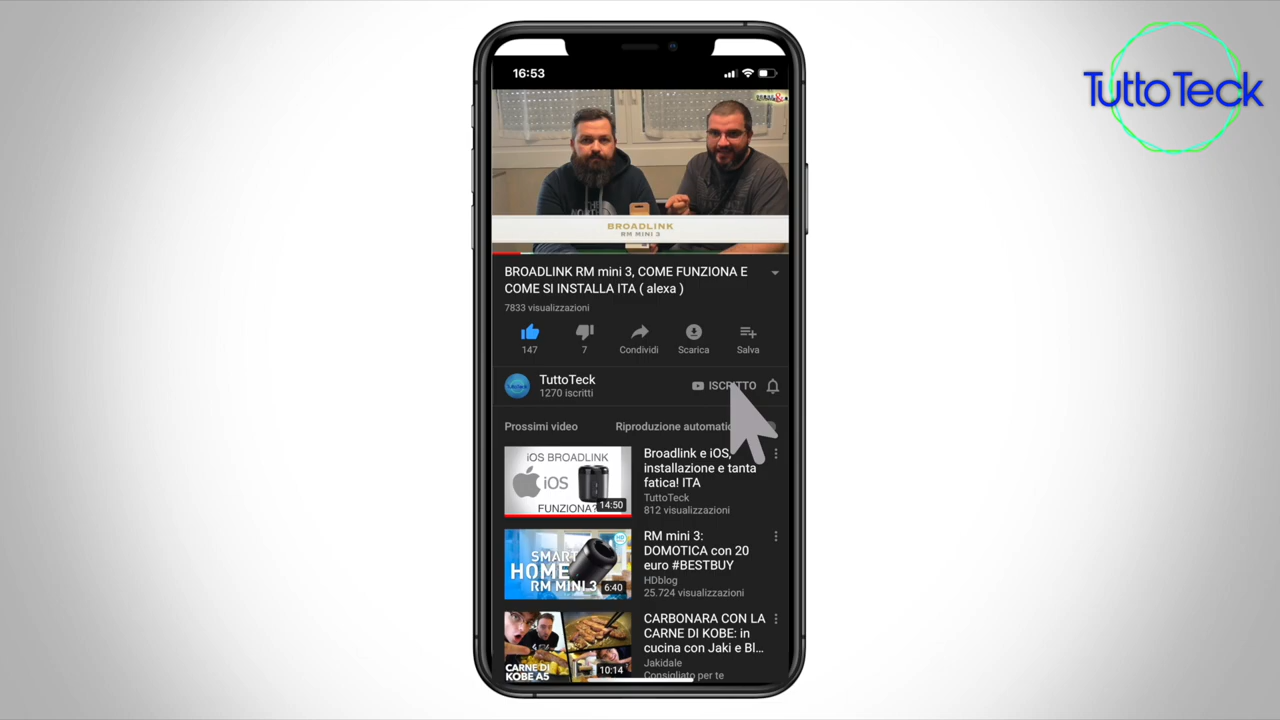 TuttoTeck
16:53
BROADLINK
RM MINI 3
BROADLINK RM mini 3, COME FUNZIONA E
COME SI INSTALLA ITA ( alexa )
7833 visualizzazioni
147
7
Condividi
Scarica
Salva
TuttoTeck
1270 iscritti
ISCRITTO
Prossimi video
Riproduzione automatic
iOS BROADLINK
iOS
FUNZIONA?
14:50
Broadlink e iOS,
installazione e tanta
fatica! ITA
TuttoTeck
812 visualizzazioni
SMART
HOME
RM MINI 3
HD
6:40
RM mini 3:
DOMOTICA con 20
euro #BESTBUY
HDblog
25.724 visualizzazioni
CARNE DI
KOBE A5
10:14
CARBONARA CON LA
CARNE DI KOBE: in
cucina con Jaki e Bl...
Jakidale
Consigliato per te